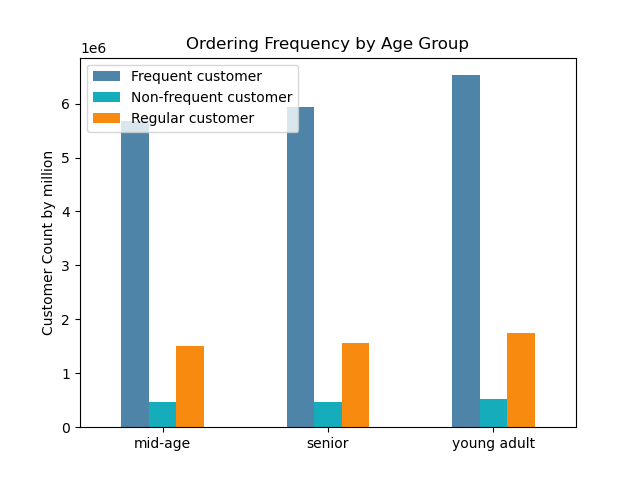 Ordering Frequency by Age Group
1e6
Frequent customer
Non-frequent customer
Regular customer
Customer Count by million
6
5
4
3
2
1
0
mid-age
senior
young adult